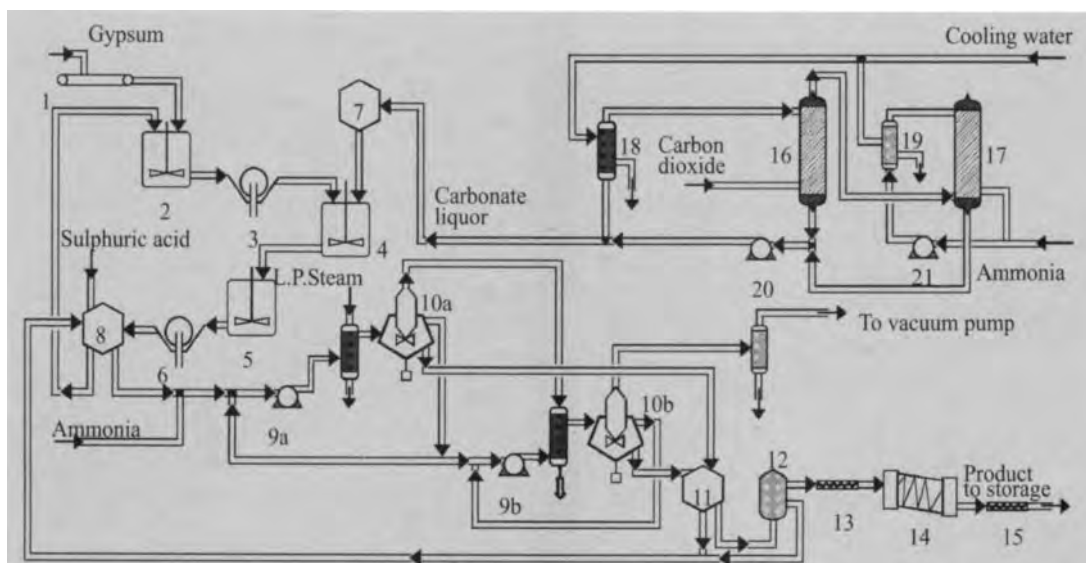 Gypsum
Cooling water
1
7
18
Carbon
dioxide
16
19
17
2
3
Carbonate
liquor
4
Sulphuric acid
L.P.Steam
10a
20
21
Ammonia
To vacuum pump
8
6
5
10b
Ammonia
9a
12
Product
to storage
9b
11
13
14
15